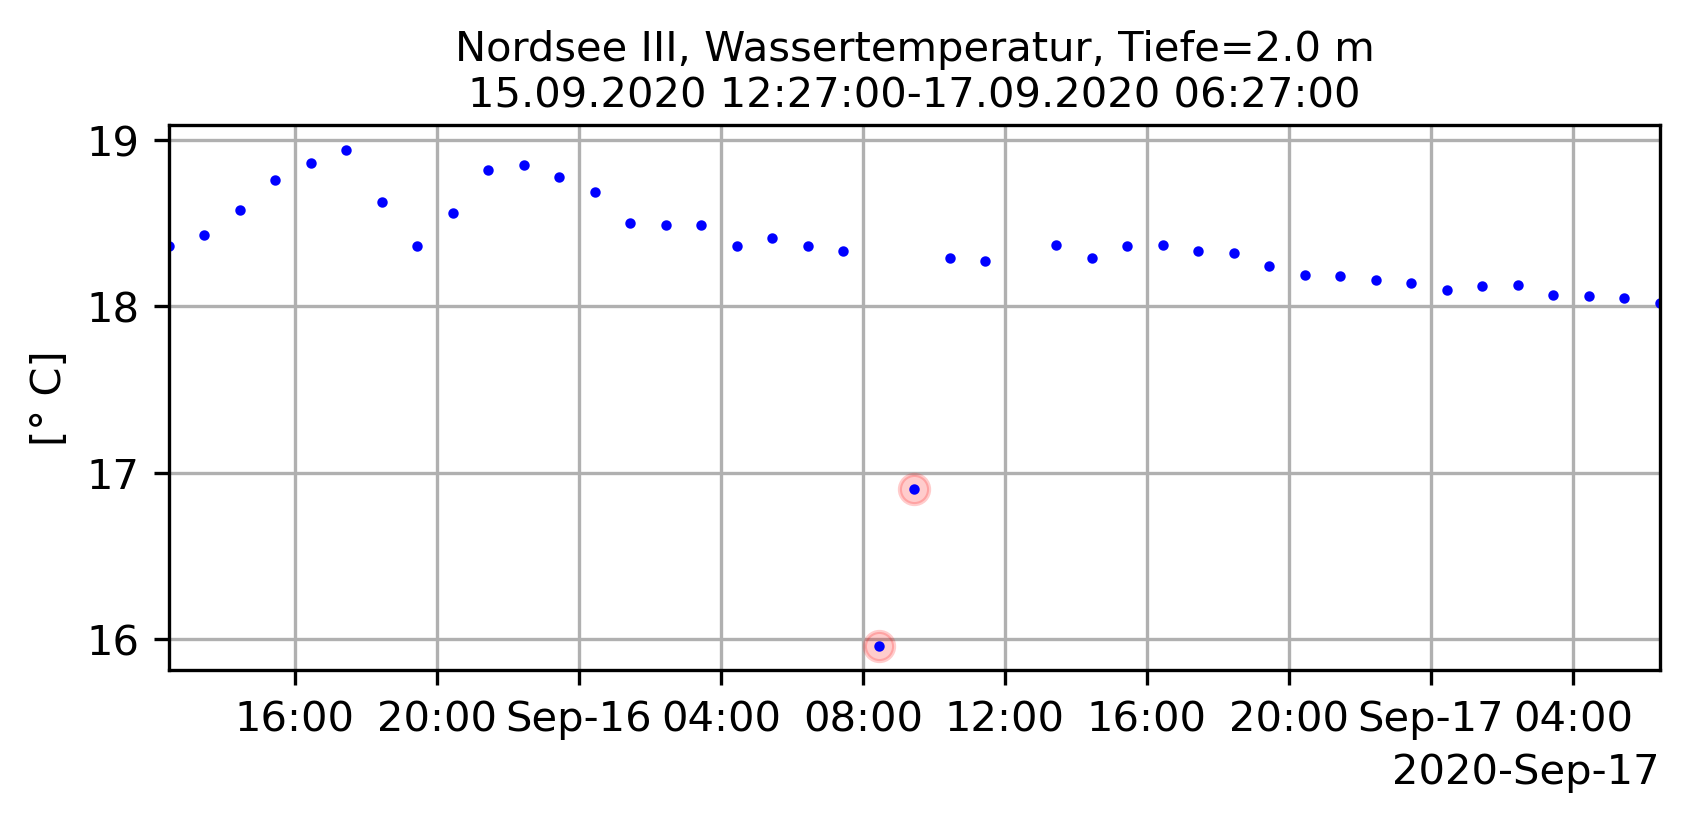 Nordsee III, Wassertemperatur, Tiefe=2.0 m
15.09.2020 12:27:00-17.09.2020 06:27:00
19
18
17
16
[° C]
16:00 20:00 Sep-16 04:00 08:00 12:00 16:00 20:00 Sep-17 04:00
2020-Sep-17